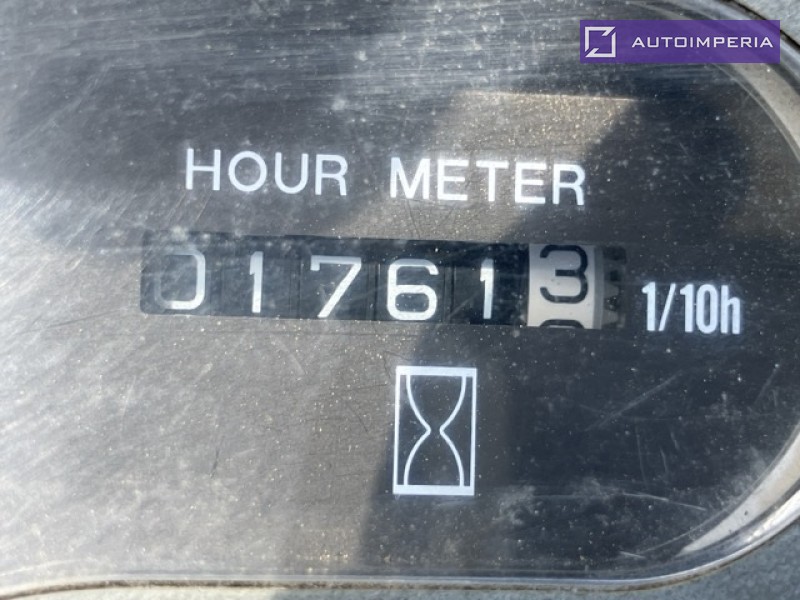 AUTOIMPERIA
HOUR METER
017613 1/10h